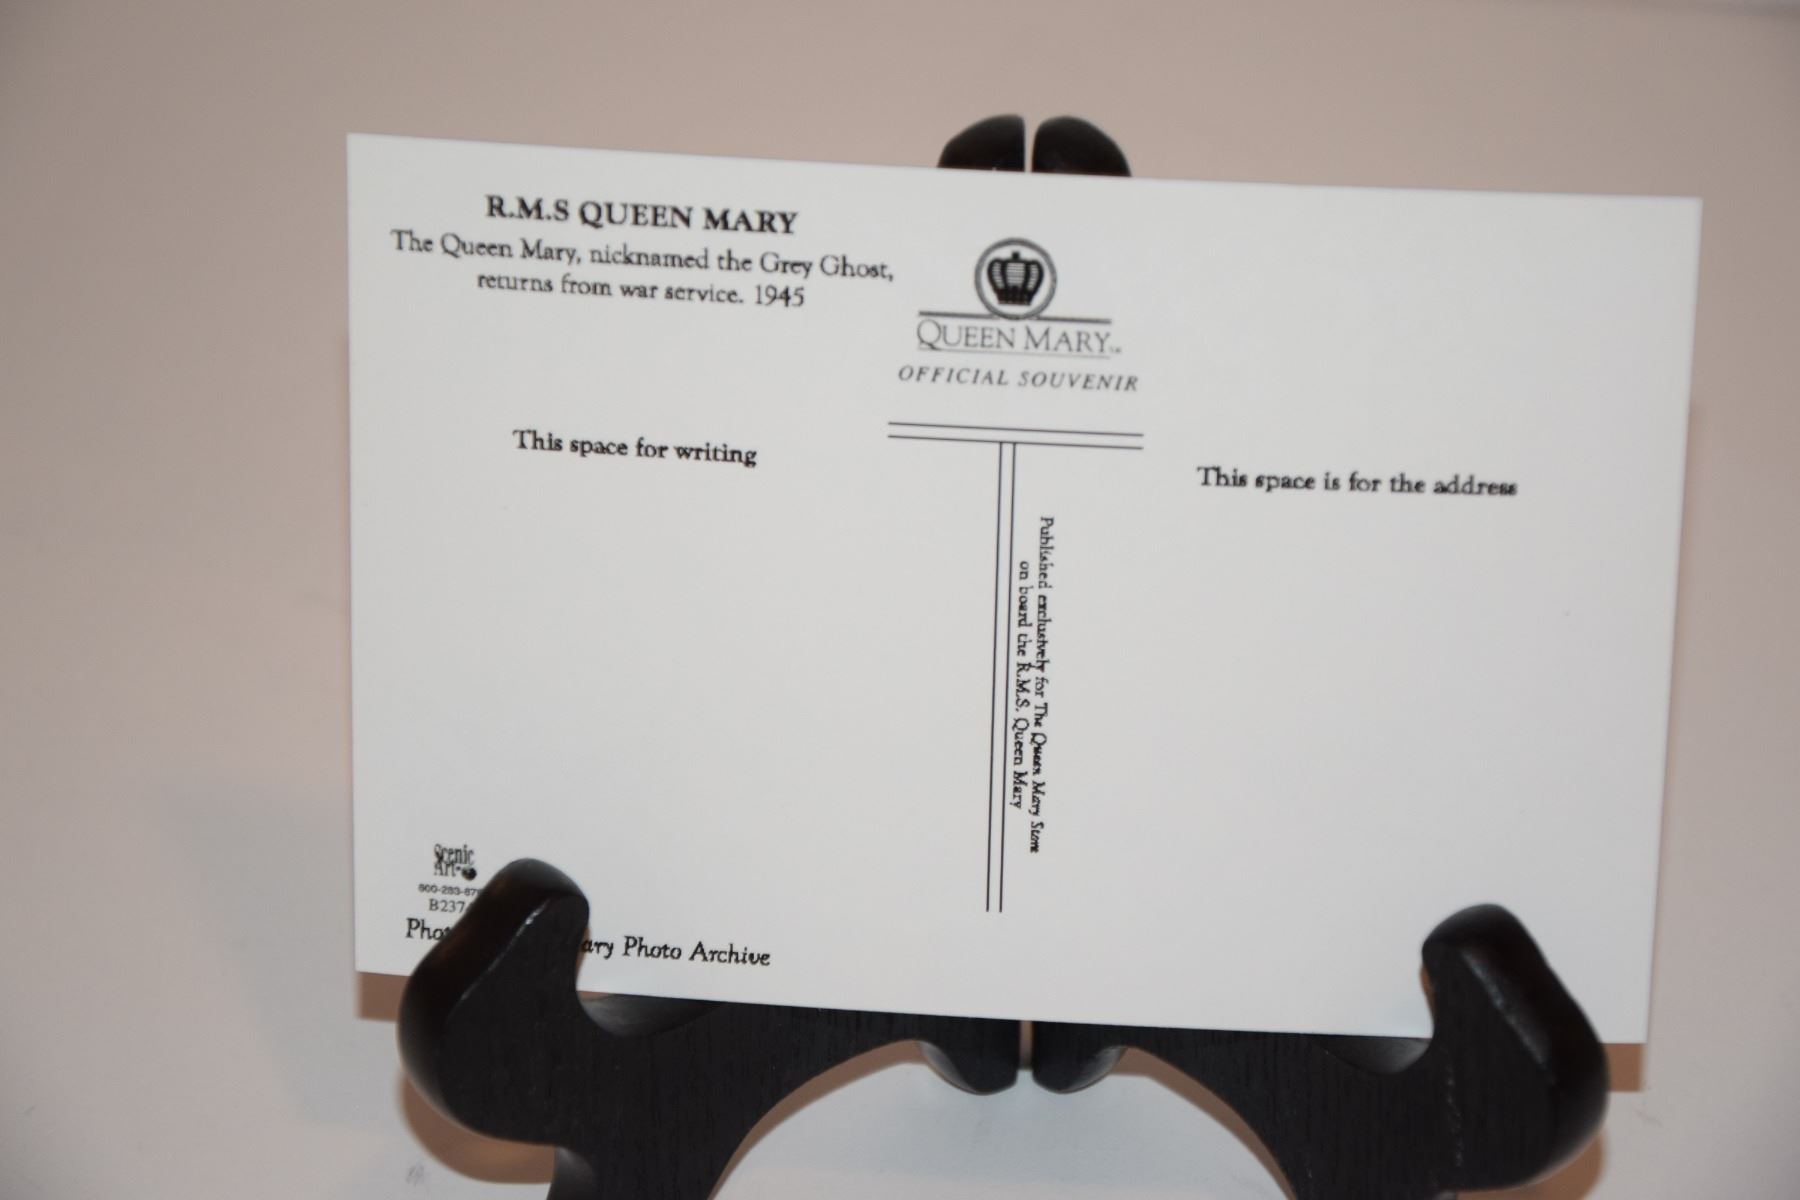 R.M.S QUEEN MARY
The Queen Mary, nicknamed the Grey Ghost,
returns from war service. 1945
QUEEN MARY
OFFICIAL SOUVENIR
This space for writing
This space is for the address
Published exclusively for The Queen Mary Store
on board the R.M.S. Queen Mary
Scenic
Art
Photo Archive